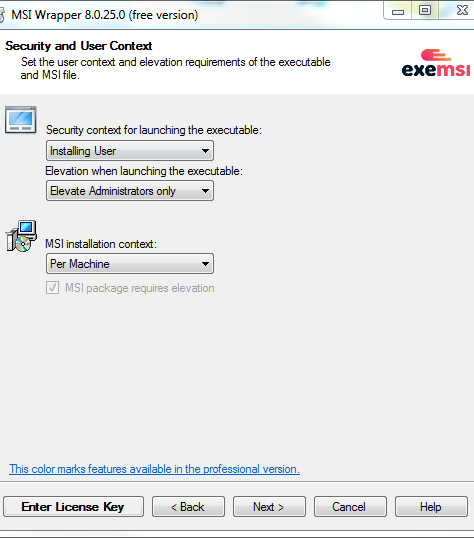 MSI Wrapper 8.0.25.0 (free version)
Security and User Context
Set the user context and elevation requirements of the executable
and MSI file.
exemsi
Security context for launching the executable:
Installing User
Elevation when launching the executable:
Elevate Administrators only
MSI installation context:
Per Machine
MSI package requires elevation
This color marks features available in the professional version.
Enter License Key
< Back
Next >
Cancel
Help